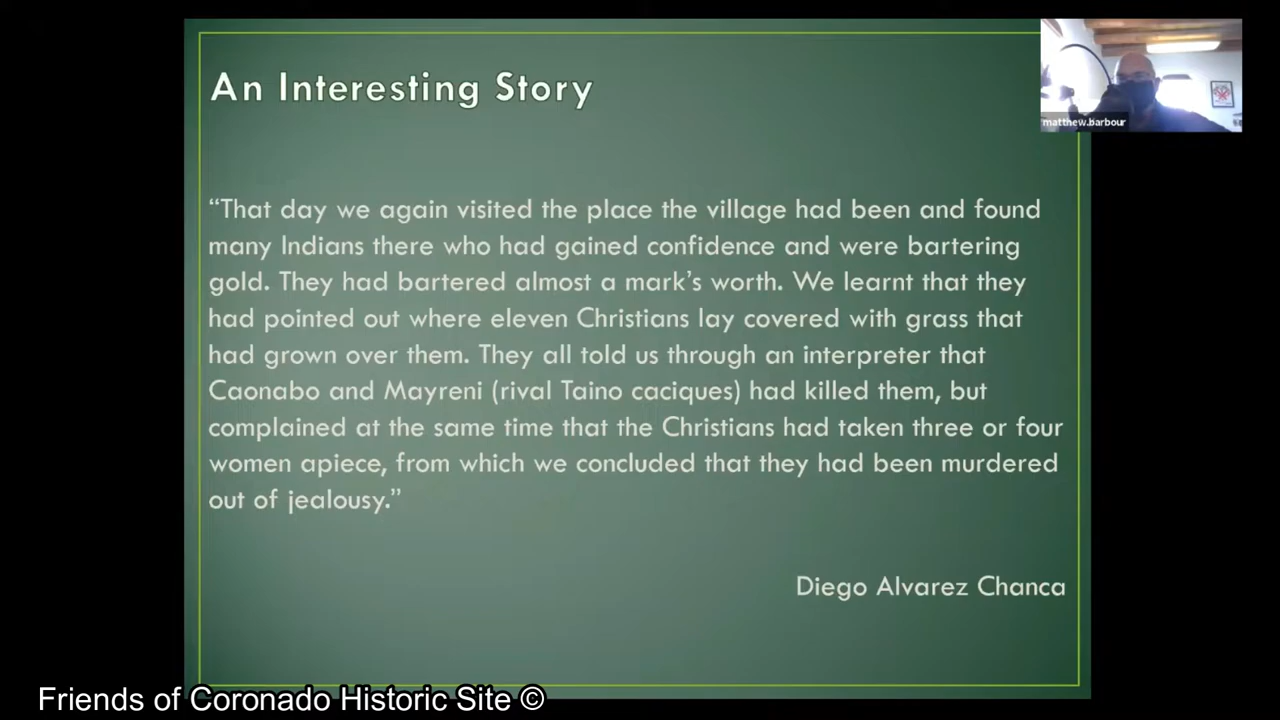 An Interesting Story
matthew.barbour
“That day we again visited the place the village had been and found
many Indians there who had gained confidence and were bartering
gold. They had bartered almost a mark’s worth. We learnt that they
had pointed out where eleven Christians lay covered with grass that
had grown over them. They all told us through an interpreter that
Caonabo and Mayreni (rival Taino caciques) had killed them, but
complained at the same time that the Christians had taken three or four
women apiece, from which we concluded that they had been murdered
out of jealousy.”
Diego Alvarez Chanca
Friends of Coronado Historic Site ©